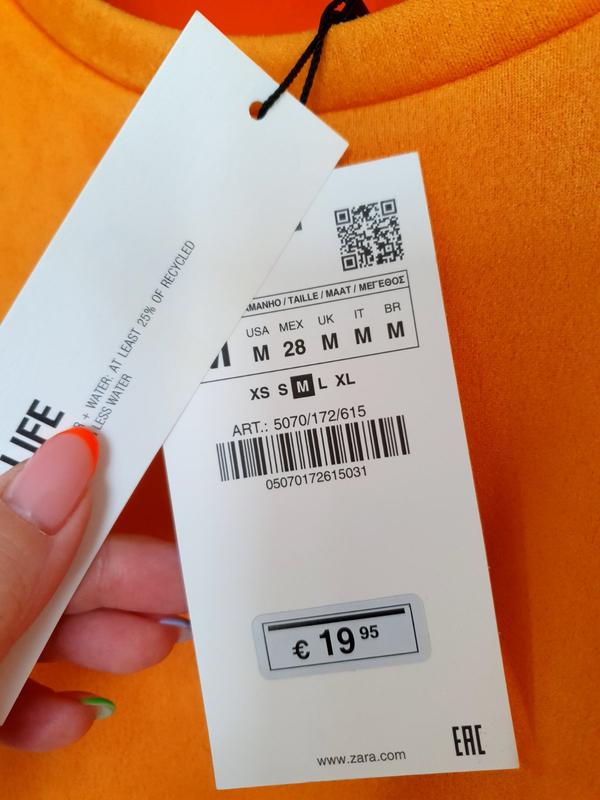 LIFE
R + WATER: AT LEAST 25% OF RECYCLED
LESS WATER
AMANHO / TAILLE / MAAT / ΜΕΓΕΘΟΣ
USA MEX UK IT BR
M 28 M M M
XS S M L XL
ART.: 5070/172/615
05070172615031
€ 19 95
www.zara.com
EAC